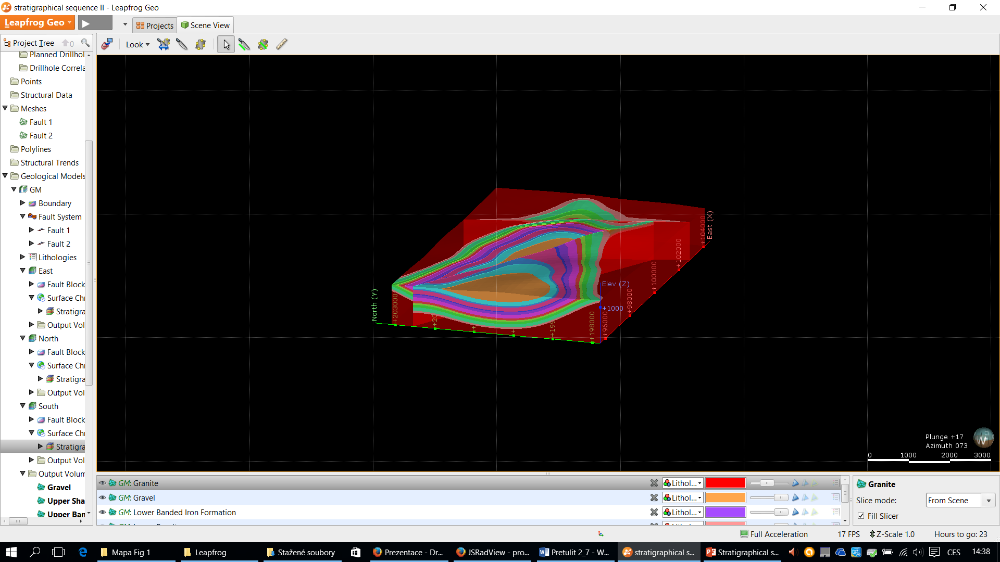 stratigraphical sequence II - Leapfrog Geo
Leapfrog Geo
Projects
Scene View
Project Tree
0
Look
Planned Drillhol
Drillhole Correla
Points
Structural Data
Meshes
Fault 1
Fault 2
Polylines
Structural Trends
Geological Models
GM
Boundary
Fault System
Fault 1
Fault 2
Lithologies
East
Fault Block
Surface Chr
Stratigra
Output Vol
North
Fault Block
Surface Chr
Stratigra
Output Vol
South
Fault Block
Surface Chr
Stratigra
Output Vol
Output Volum
Gravel
Upper Sha
Upper Ban
North (Y)
+203000
+198000
Elev (Z)
+1000
+96000
+98000
+100000
+102000
+104000
East (X)
Plunge +17
Azimuth 073
0 1000 2000 3000
GM: Granite Lithol...
GM: Gravel Lithol...
GM: Lower Banded Iron Formation Lithol...
Granite
Slice mode: From Scene
Fill Slicer
Full Acceleration 17 FPS Z-Scale 1.0 Hours to go: 23
Mapa Fig 1
Leapfrog
Stažené soubory
Prezentace - Dr...
JSRadView - pro...
Pretulit 2_7 - W...
stratigraphical s...
Stratigraphical s...
CES
14:38